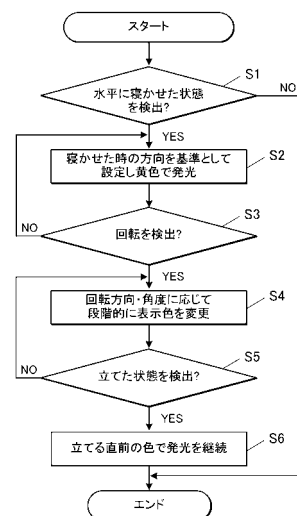 スタート
S1
水平に寝かせた状態
を検出?
NO
YES
S2
寝かせた時の方向を基準として
設定し黄色で発光
S3
NO
回転を検出?
YES
S4
回転方向・角度に応じて
段階的に表示色を変更
S5
NO
立てた状態を検出?
YES
S6
立てる直前の色で発光を継続
エンド